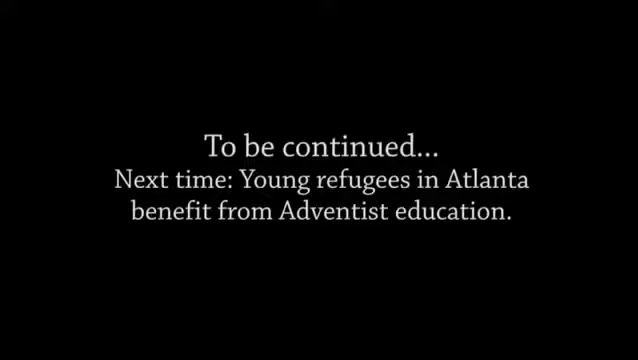 To be continued...
Next time: Young refugees in Atlanta
benefit from Adventist education.